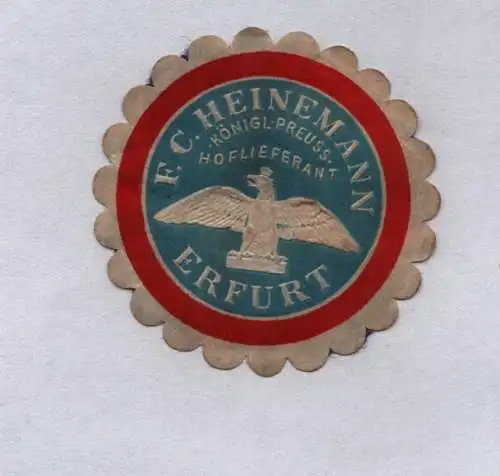 F. C. HEINEMANN
KÖNIGL·PREUSS.
HOFLIEFERANT
ERFURT